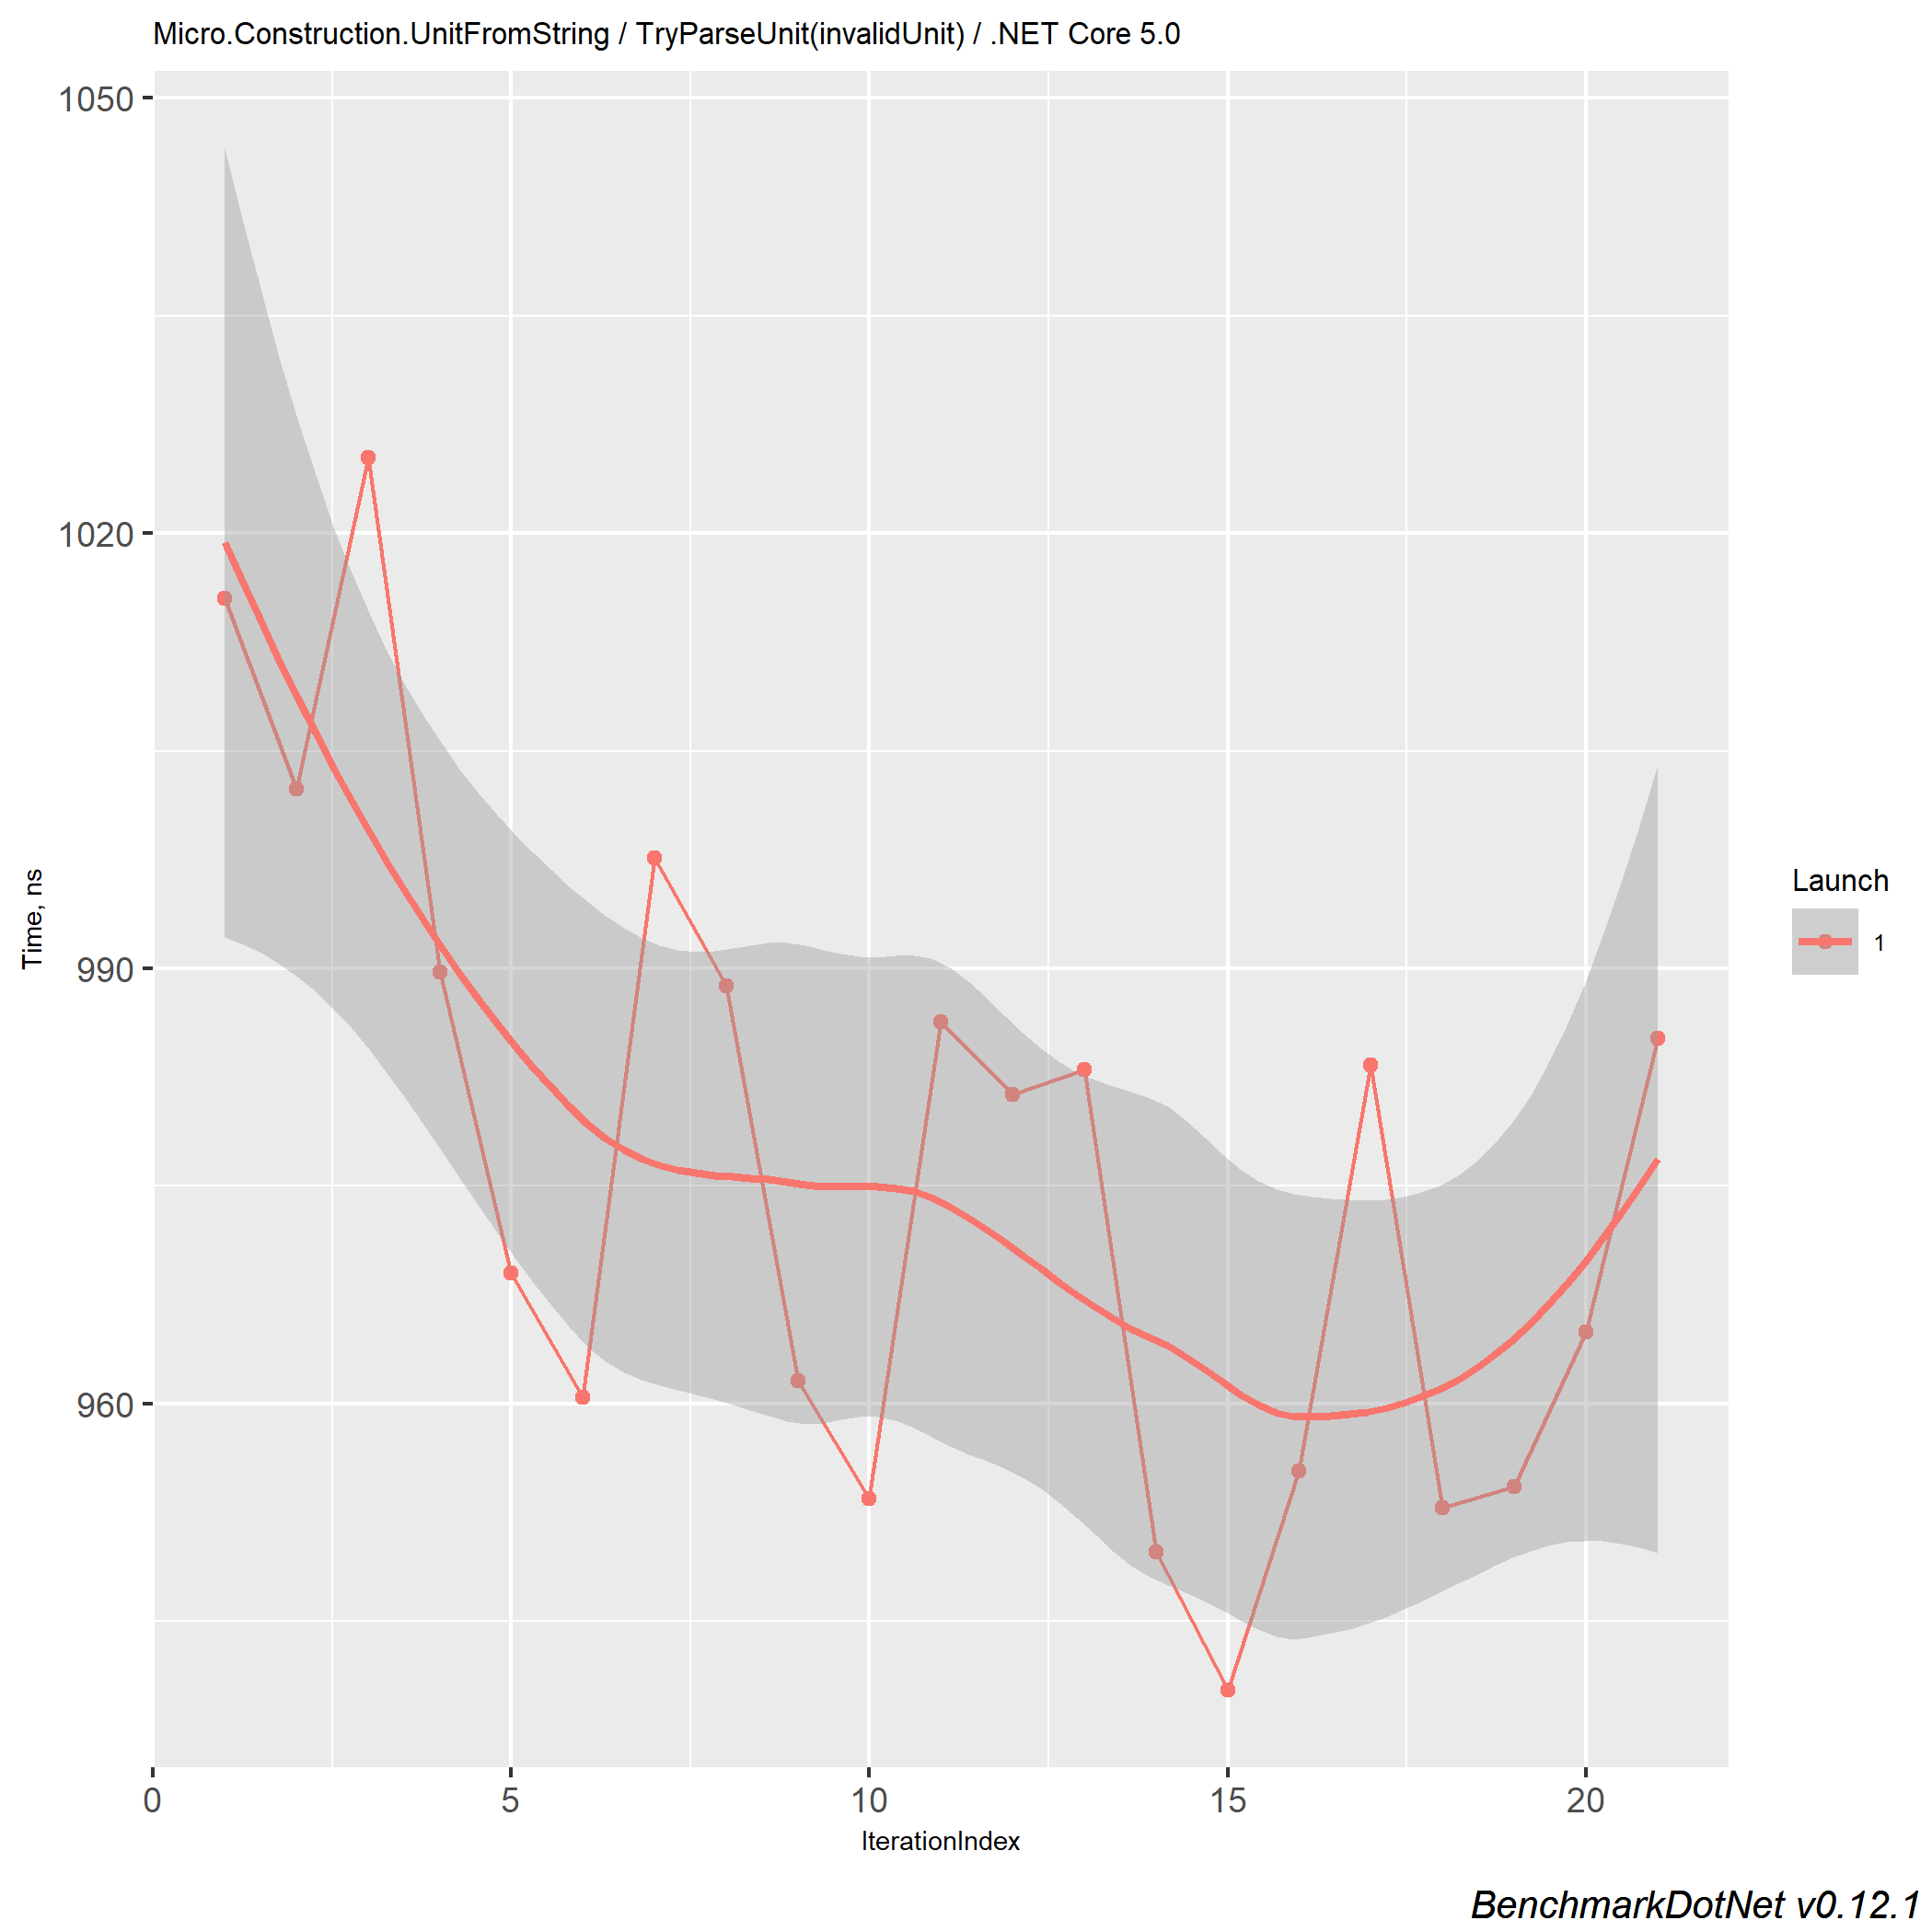 Micro.Construction.UnitFromString / TryParseUnit(invalidUnit) / .NET Core 5.0
1050
1020
990
960
Time, ns
0 5 10 15 20
IterationIndex
Launch
1
BenchmarkDotNet v0.12.1